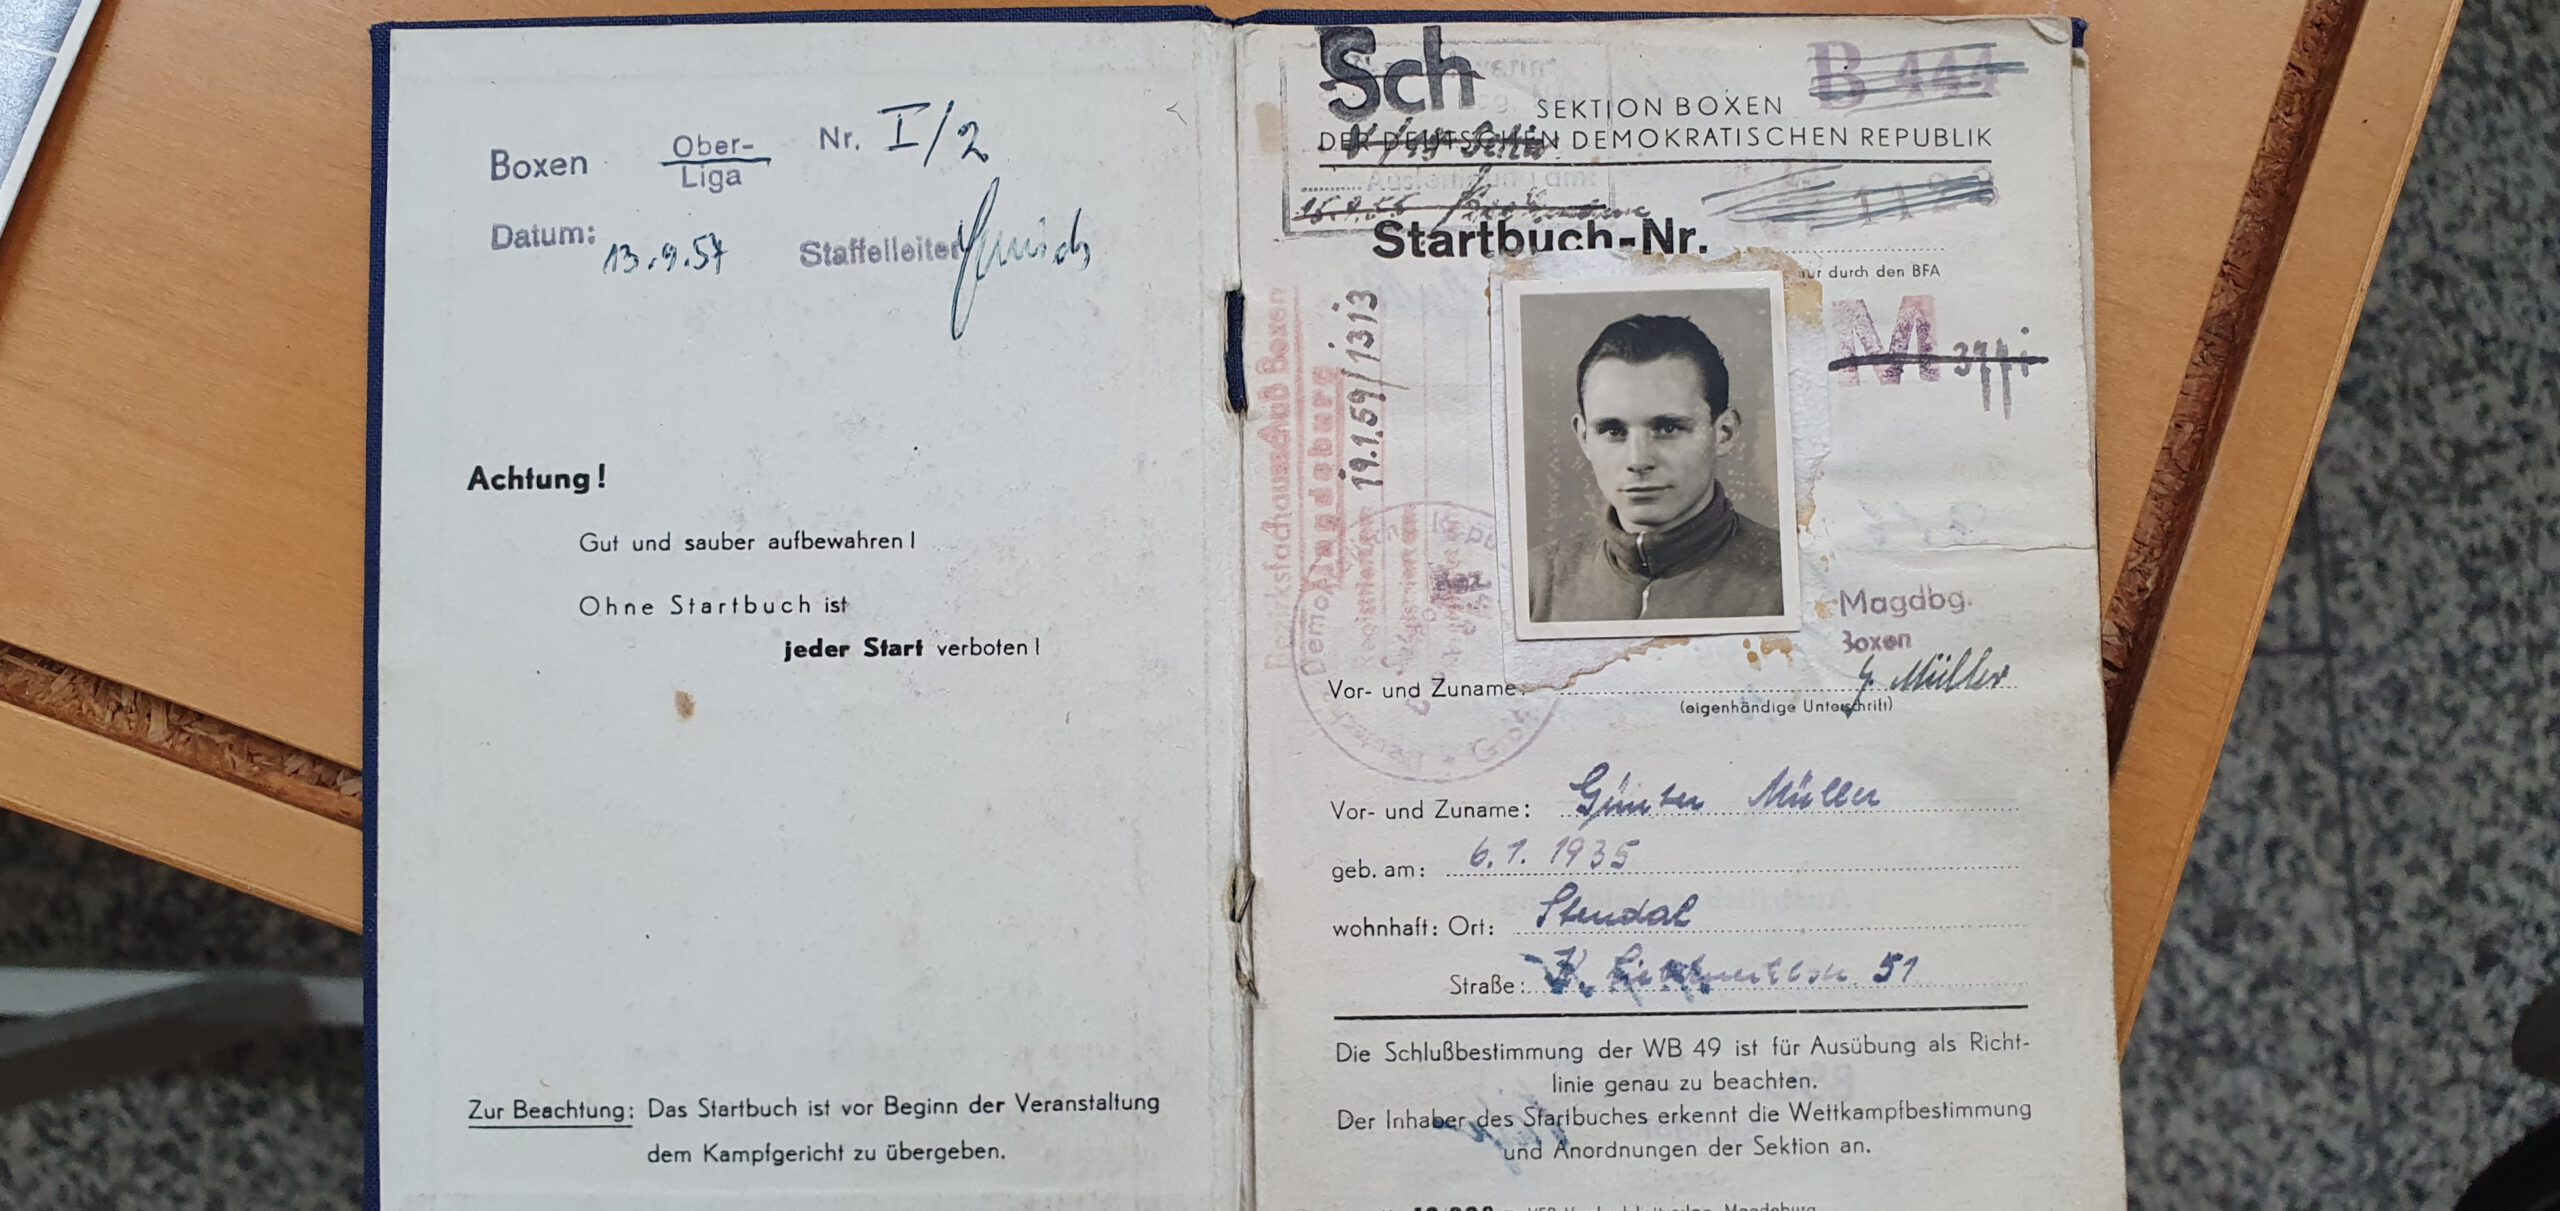 Boxen Ober-Liga Nr. I/2
Datum: 13.9.57 Staffelleiter
Achtung!
Gut und sauber aufbewahren!
Ohne Startbuch ist
jeder Start verboten!
Zur Beachtung: Das Startbuch ist vor Beginn der Veranstaltung
dem Kampfgericht zu übergeben.
Sch
B 444
SEKTION BOXEN
DER DEUTSCHEN DEMOKRATISCHEN REPUBLIK
Startbuch-Nr.
nur durch den BFA
M
Bezirksfachausschuß Boxen
Magdeburg
19.1.59/1313
Magdbg.
Boxen
Vor- und Zuname: G. Müller
(eigenhändige Unterschrift)
Vor- und Zuname: Günter Müller
geb. am: 6.1.1935
wohnhaft: Ort: Stendal
Straße: K. Liebknechtstr. 51
Die Schlußbestimmung der WB 49 ist für Ausübung als Richt-
linie genau zu beachten.
Der Inhaber des Startbuches erkennt die Wettkampfbestimmung
und Anordnungen der Sektion an.